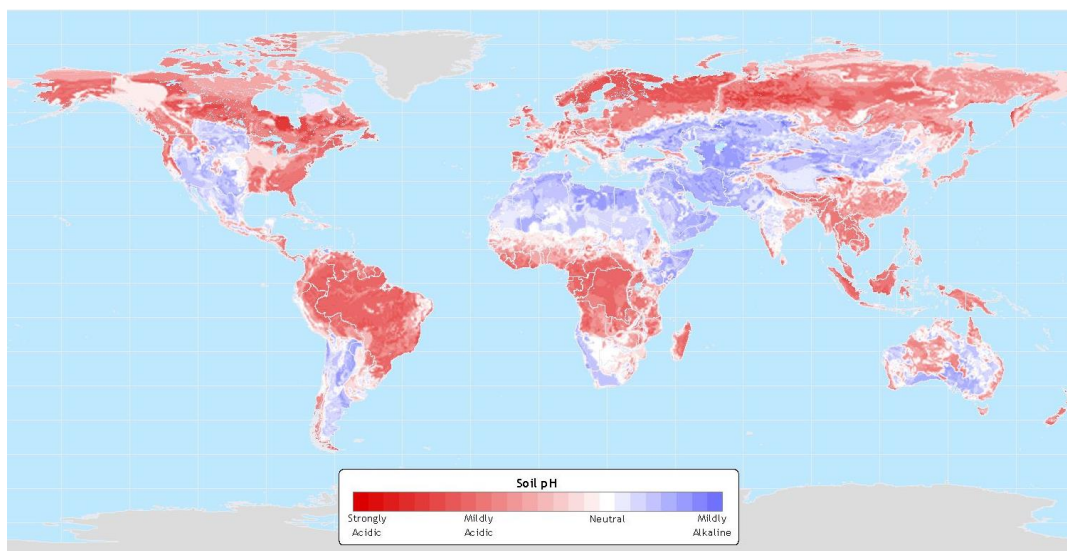 Soil pH
Strongly Acidic
Mildly Acidic
Neutral
Mildly Alkaline